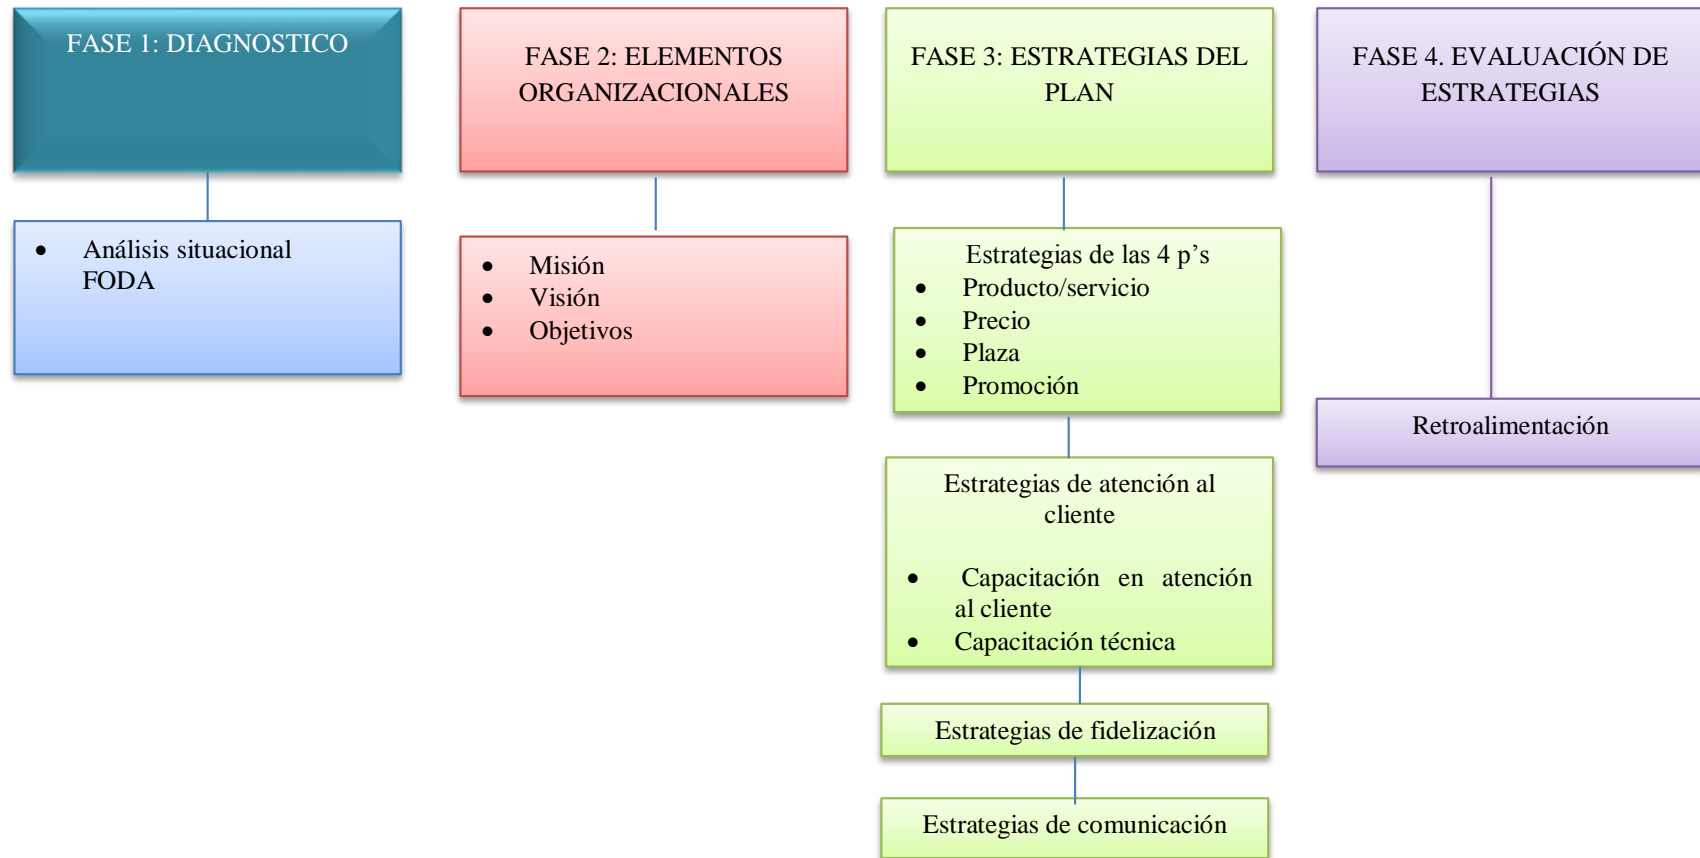 FASE 1: DIAGNOSTICO
• Análisis situacional
FODA
FASE 2: ELEMENTOS
ORGANIZACIONALES
• Misión
• Visión
• Objetivos
FASE 3: ESTRATEGIAS DEL
PLAN
Estrategias de las 4 p’s
• Producto/servicio
• Precio
• Plaza
• Promoción
Estrategias de atención al
cliente
• Capacitación en atención
al cliente
• Capacitación técnica
Estrategias de fidelización
Estrategias de comunicación
FASE 4. EVALUACIÓN DE
ESTRATEGIAS
Retroalimentación